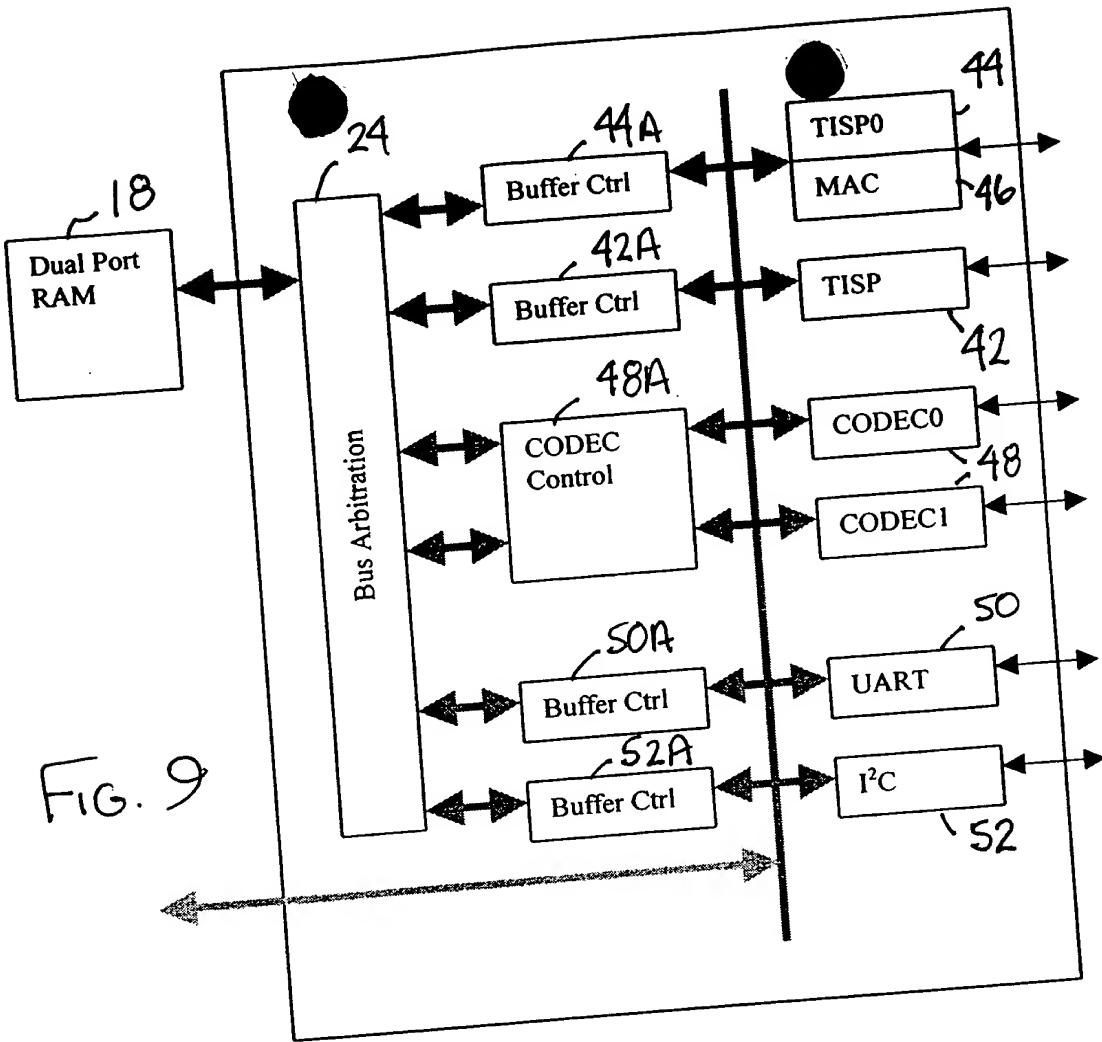 44
24
44A
TISP0
18
Buffer Ctrl
MAC
46
Dual Port
RAM
42A
Buffer Ctrl
TISP
42
48A
CODEC
Control
CODEC0
48
CODEC1
Bus Arbitration
50A
50
Buffer Ctrl
UART
52A
Buffer Ctrl
I²C
52
FIG. 9